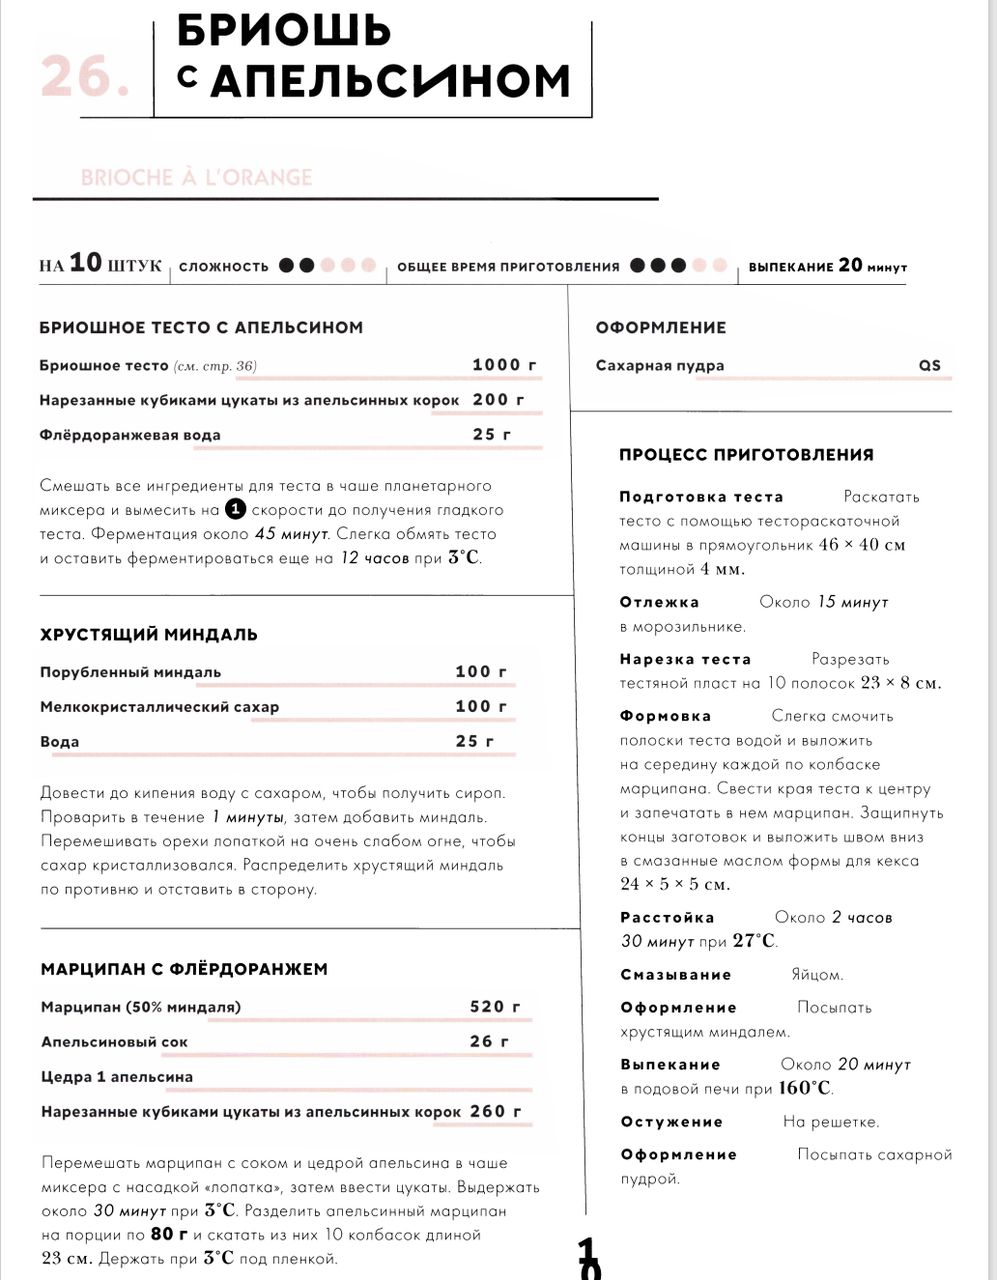 26.
БРИОШЬ
С АПЕЛЬСИНОМ
BRIOCHE À L'ORANGE
НА 10 ШТУК СЛОЖНОСТЬ ОБЩЕЕ ВРЕМЯ ПРИГОТОВЛЕНИЯ ВЫПЕКАНИЕ 20 минут
БРИОШНОЕ ТЕСТО С АПЕЛЬСИНОМ
Бриошное тесто (см. стр. 36) 1000 г
Нарезанные кубиками цукаты из апельсинных корок 200 г
Флёрдоранжевая вода 25 г
Смешать все ингредиенты для теста в чаше планетарного
миксера и вымесить на 1 скорости до получения гладкого
теста. Ферментация около 45 минут. Слегка обмять тесто
и оставить ферментироваться еще на 12 часов при 3°С.
ХРУСТЯЩИЙ МИНДАЛЬ
Порубленный миндаль 100 г
Мелкокристаллический сахар 100 г
Вода 25 г
Довести до кипения воду с сахаром, чтобы получить сироп.
Проварить в течение 1 минуты, затем добавить миндаль.
Перемешивать орехи лопаткой на очень слабом огне, чтобы
сахар кристаллизовался. Распределить хрустящий миндаль
по противню и отставить в сторону.
МАРЦИПАН С ФЛЁРДОРАНЖЕМ
Марципан (50% миндаля) 520 г
Апельсиновый сок 26 г
Цедра 1 апельсина
Нарезанные кубиками цукаты из апельсинных корок 260 г
Перемешать марципан с соком и цедрой апельсина в чаше
миксера с насадкой «лопатка», затем ввести цукаты. Выдержать
около 30 минут при 3°С. Разделить апельсинный марципан
на порции по 80 г и скатать из них 10 колбасок длиной
23 см. Держать при 3°С под пленкой.
ОФОРМЛЕНИЕ
Сахарная пудра QS
ПРОЦЕСС ПРИГОТОВЛЕНИЯ
Подготовка теста Раскатать
тесто с помощью тестораскаточной
машины в прямоугольник 46 × 40 см
толщиной 4 мм.
Отлежка Около 15 минут
в морозильнике.
Нарезка теста Разрезать
тестяной пласт на 10 полосок 23 × 8 см.
Формовка Слегка смочить
полоски теста водой и выложить
на середину каждой по колбаске
марципана. Свести края теста к центру
и запечатать в нем марципан. Защипнуть
концы заготовок и выложить швом вниз
в смазанные маслом формы для кекса
24 × 5 × 5 см.
Расстойка Около 2 часов
30 минут при 27°С.
Смазывание Яйцом.
Оформление Посыпать
хрустящим миндалем.
Выпекание Около 20 минут
в подовой печи при 160°С.
Остужение На решетке.
Оформление Посыпать сахарной
пудрой.
1
0